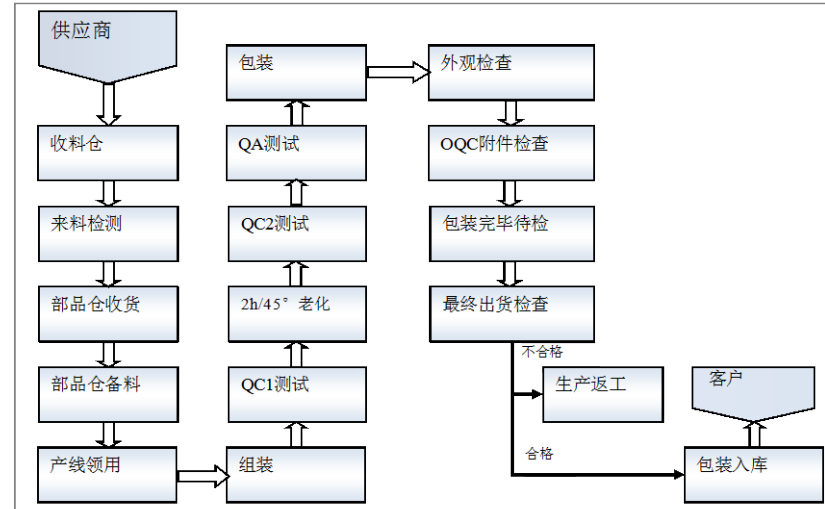 供应商
收料仓
来料检测
部品仓收货
部品仓备料
产线领用
组装
QC1测试
2h/45°老化
QC2测试
QA测试
包装
外观检查
OQC附件检查
包装完毕待检
最终出货检查
不合格
生产返工
合格
包装入库
客户